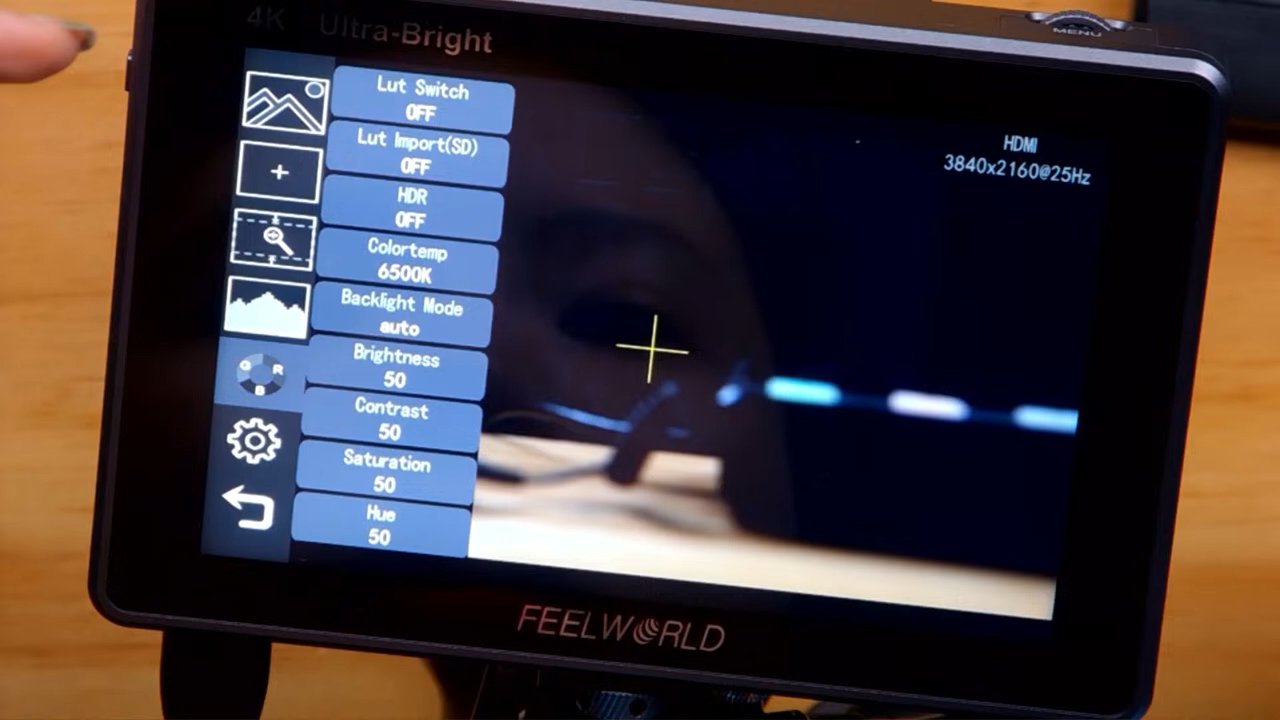 4K Ultra-Bright
MENU
Lut Switch
OFF
Lut Import(SD)
OFF
HDR
OFF
Colortemp
6500K
Backlight Mode
auto
Brightness
50
Contrast
50
Saturation
50
Hue
50
G R
B
HDMI
3840x2160@25Hz
FEELWORLD